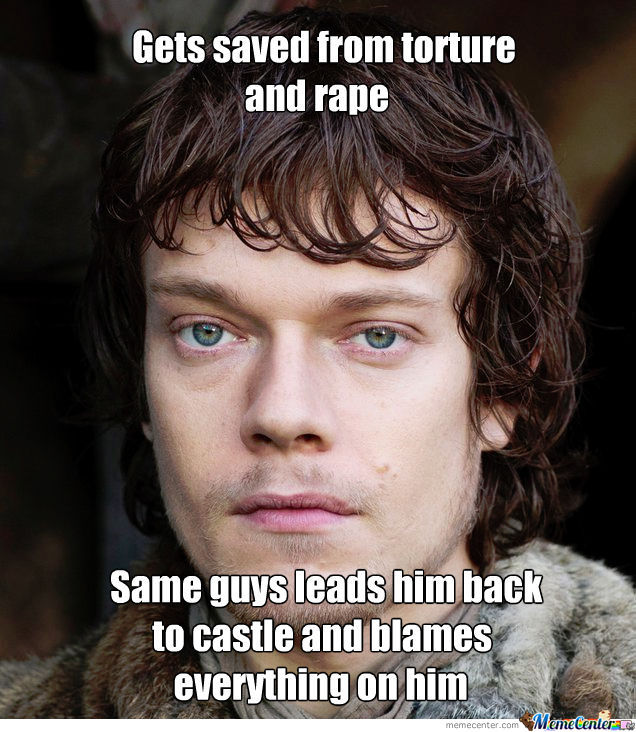 Gets saved from torture
and rape
Same guys leads him back
to castle and blames
everything on him
memecenter.com MemeCenter